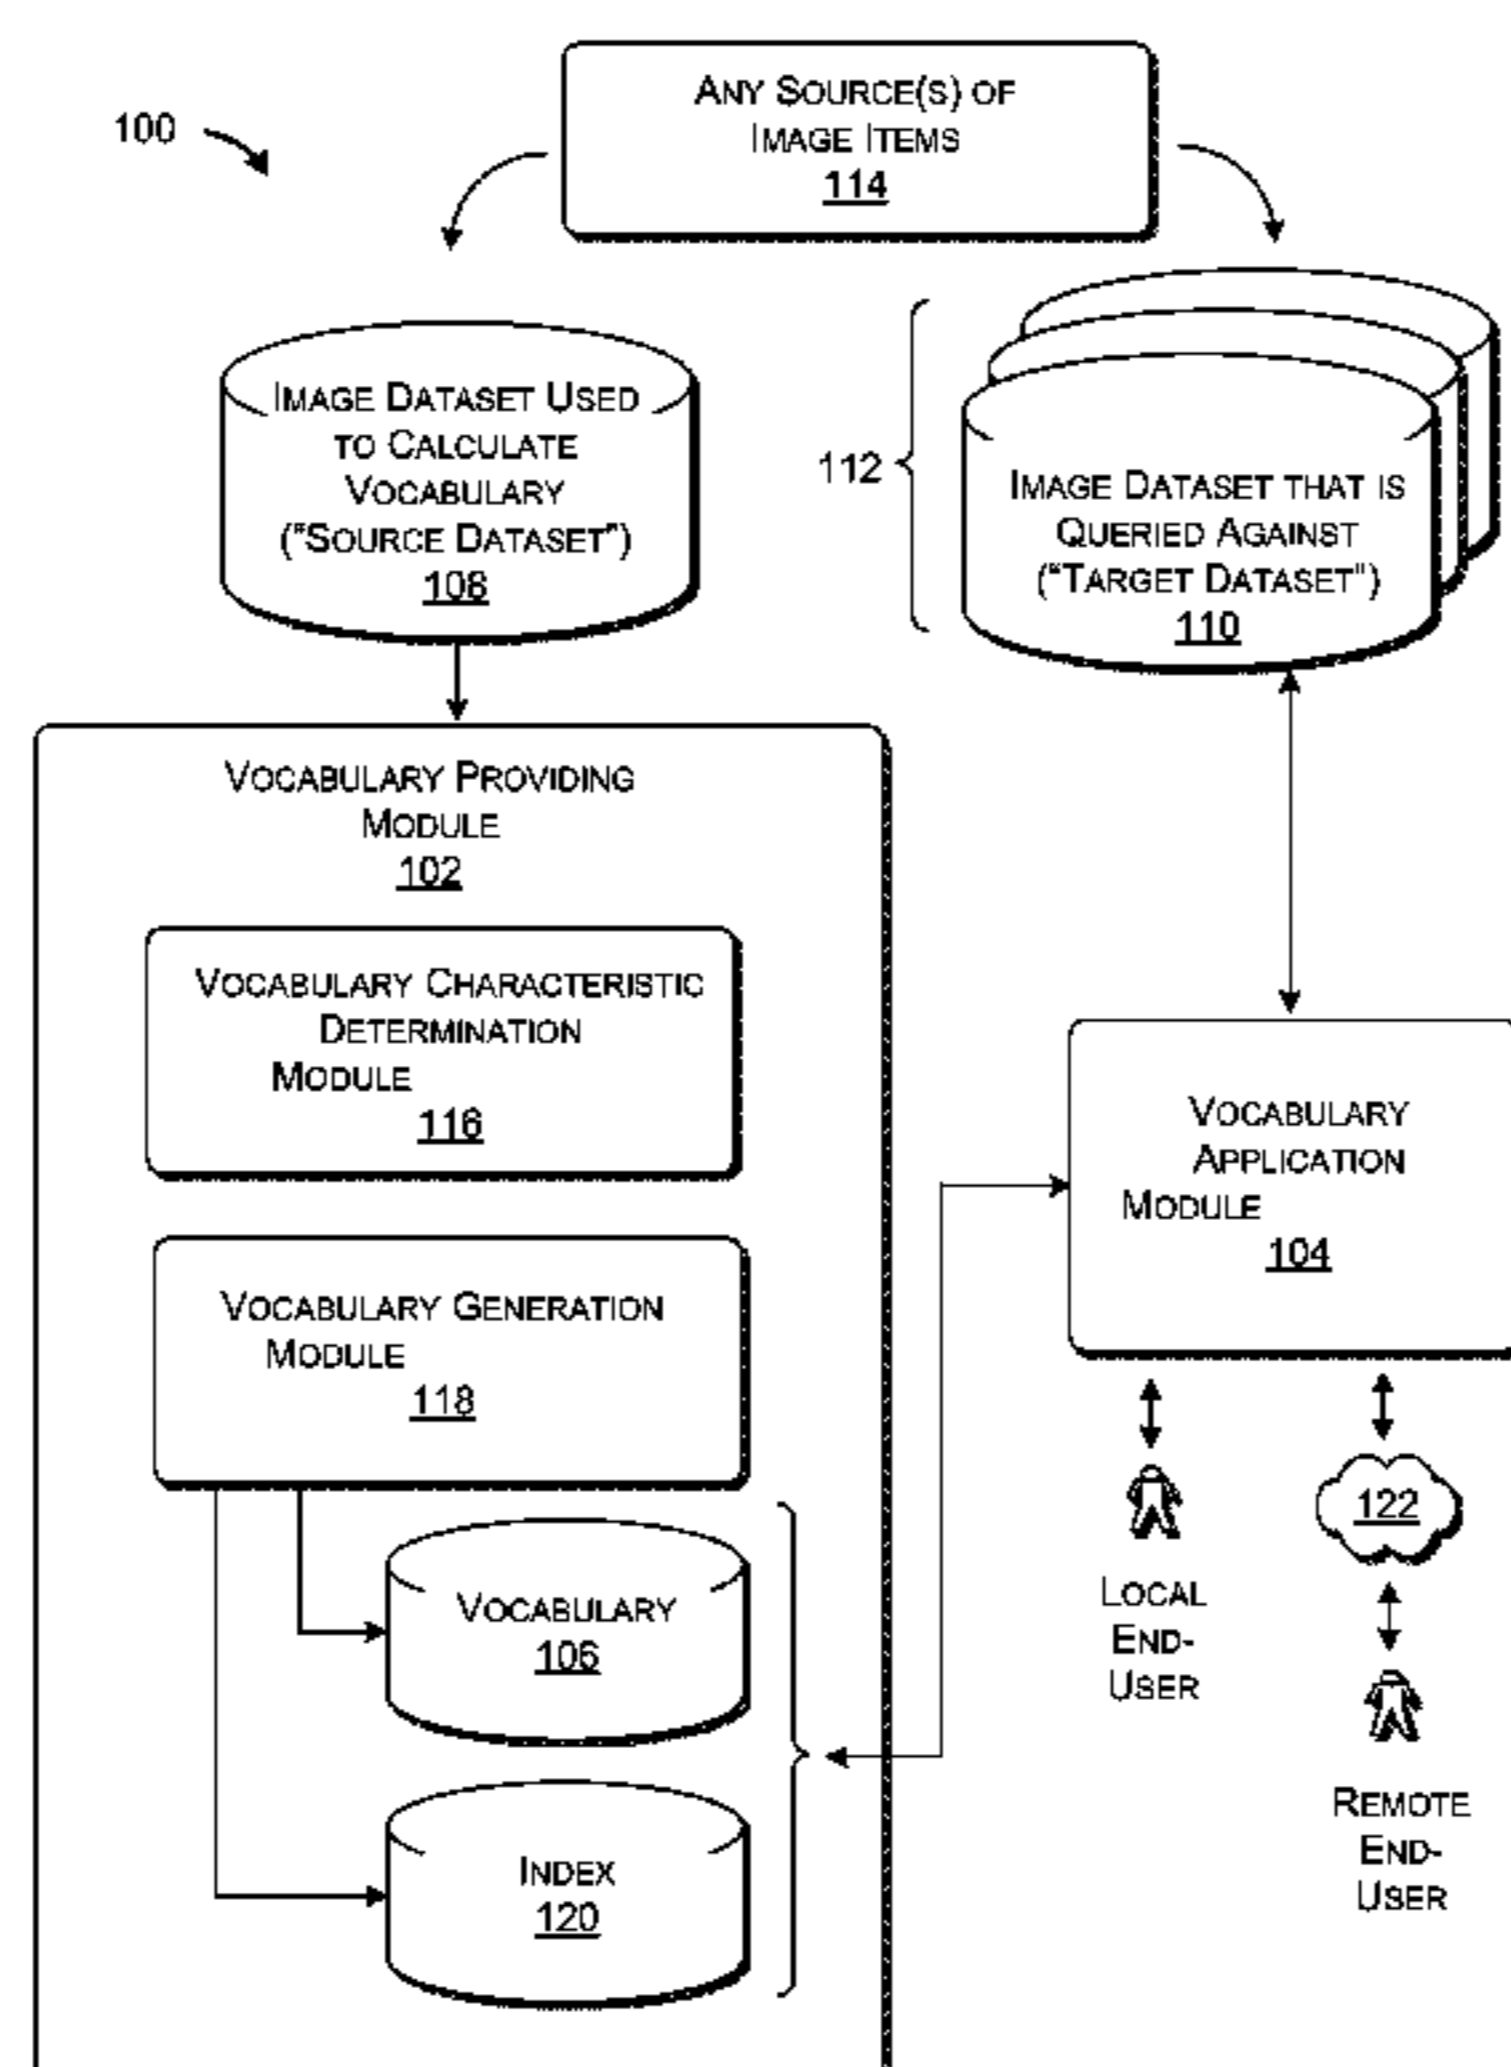 100
ANY SOURCE(S) OF
IMAGE ITEMS
114
IMAGE DATASET USED
TO CALCULATE
VOCABULARY
("SOURCE DATASET")
108
112
IMAGE DATASET THAT IS
QUERIED AGAINST
("TARGET DATASET")
110
VOCABULARY PROVIDING
MODULE
102
VOCABULARY CHARACTERISTIC
DETERMINATION
MODULE
116
VOCABULARY GENERATION
MODULE
118
VOCABULARY
106
INDEX
120
VOCABULARY
APPLICATION
MODULE
104
LOCAL
END-
USER
122
REMOTE
END-
USER